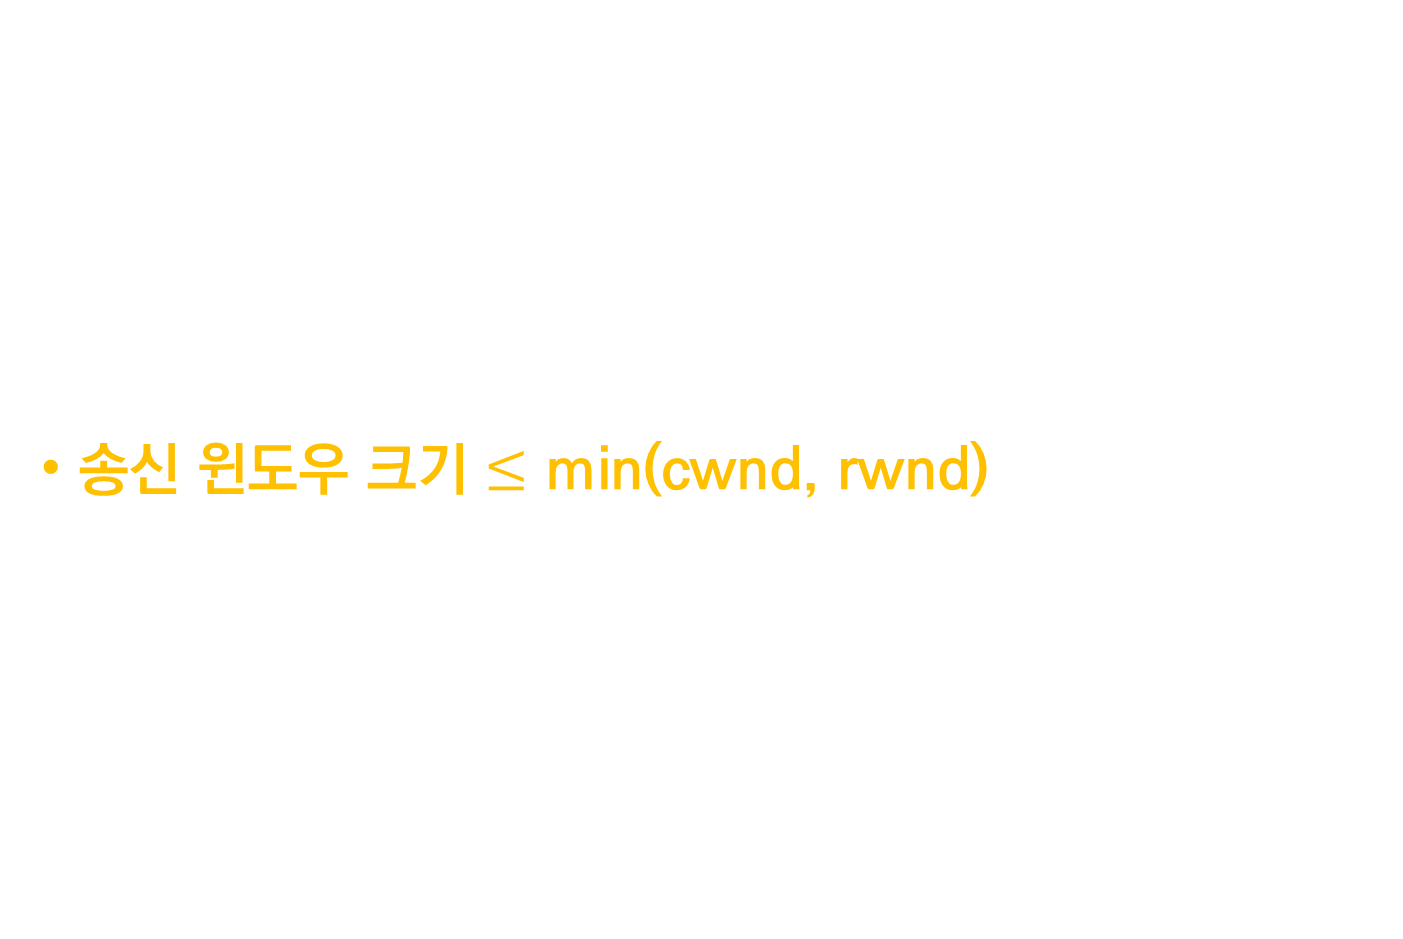 • 송신 윈도우 크기 ≤ min(cwnd, rwnd)